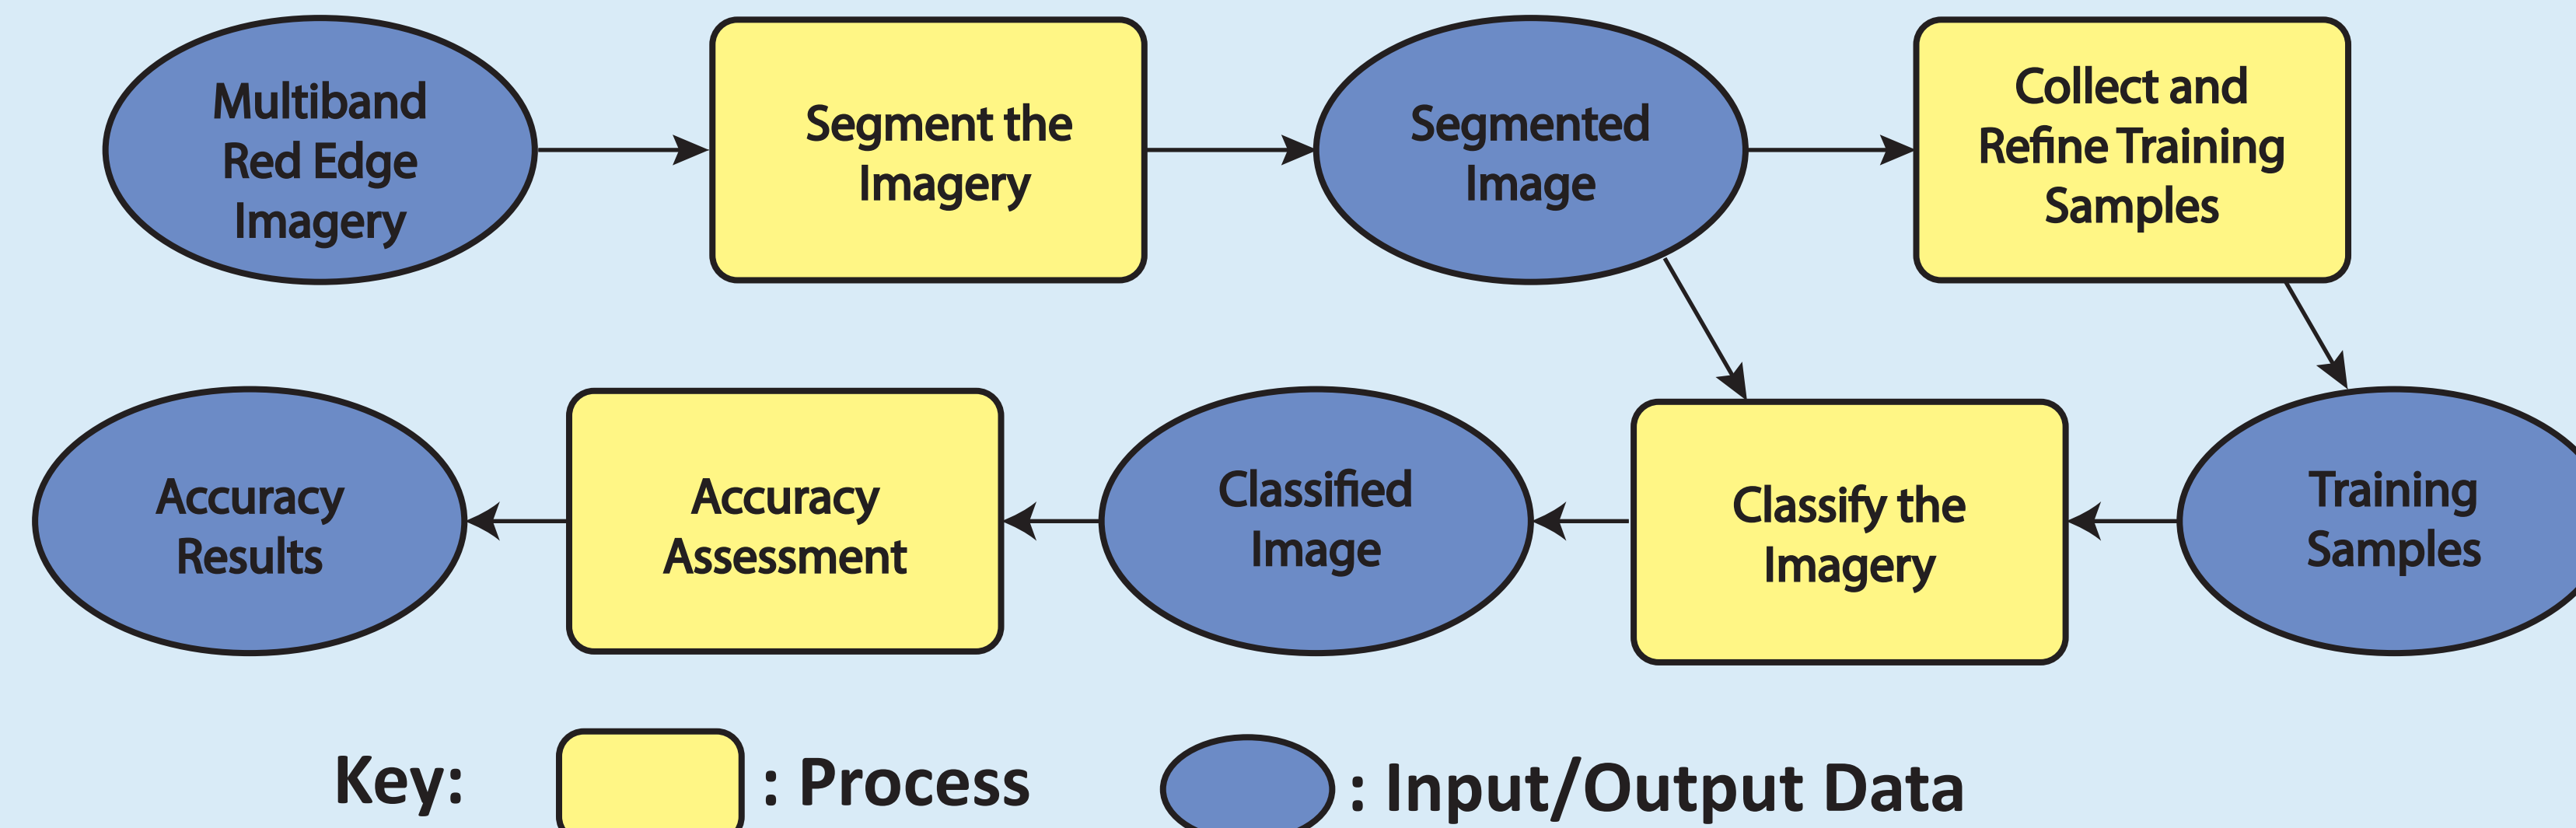 Multiband
Red Edge
Imagery
Segment the
Imagery
Segmented
Image
Collect and
Refine Training
Samples
Accuracy
Results
Accuracy
Assessment
Classified
Image
Classify the
Imagery
Training
Samples
Key:
: Process
: Input/Output Data